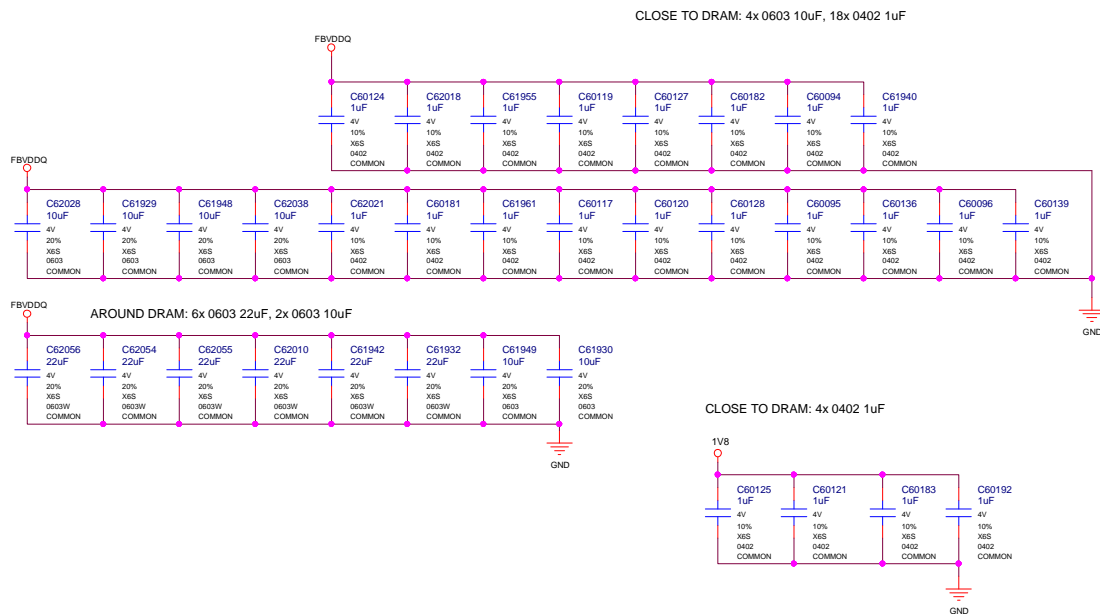 CLOSE TO DRAM: 4x 0603 10uF, 18x 0402 1uF
FBVDDQ
C60124 C62018 C61955 C60119 C60127 C60182 C60094 C61940
1uF 1uF 1uF 1uF 1uF 1uF 1uF 1uF
4V 4V 4V 4V 4V 4V 4V 4V
10% 10% 10% 10% 10% 10% 10% 10%
X6S X6S X6S X6S X6S X6S X6S X6S
0402 0402 0402 0402 0402 0402 0402 0402
COMMON COMMON COMMON COMMON COMMON COMMON COMMON COMMON
FBVDDQ
C62028 C61929 C61948 C62038 C62021 C60181 C61961 C60117 C60120 C60128 C60095 C60136 C60096 C60139
10uF 10uF 10uF 10uF 1uF 1uF 1uF 1uF 1uF 1uF 1uF 1uF 1uF 1uF
4V 4V 4V 4V 4V 4V 4V 4V 4V 4V 4V 4V 4V 4V
20% 20% 20% 20% 10% 10% 10% 10% 10% 10% 10% 10% 10% 10%
X6S X6S X6S X6S X6S X6S X6S X6S X6S X6S X6S X6S X6S X6S
0603 0603 0603 0603 0402 0402 0402 0402 0402 0402 0402 0402 0402 0402
COMMON COMMON COMMON COMMON COMMON COMMON COMMON COMMON COMMON COMMON COMMON COMMON COMMON COMMON
GND
FBVDDQ
AROUND DRAM: 6x 0603 22uF, 2x 0603 10uF
C62056 C62054 C62055 C62010 C61942 C61932 C61949 C61930
22uF 22uF 22uF 22uF 22uF 22uF 10uF 10uF
4V 4V 4V 4V 4V 4V 4V 4V
20% 20% 20% 20% 20% 20% 20% 20%
X6S X6S X6S X6S X6S X6S X6S X6S
0603W 0603W 0603W 0603W 0603W 0603W 0603 0603
COMMON COMMON COMMON COMMON COMMON COMMON COMMON COMMON
GND
CLOSE TO DRAM: 4x 0402 1uF
1V8
C60125 C60121 C60183 C60192
1uF 1uF 1uF 1uF
4V 4V 4V 4V
10% 10% 10% 10%
X6S X6S X6S X6S
0402 0402 0402 0402
COMMON COMMON COMMON COMMON
GND